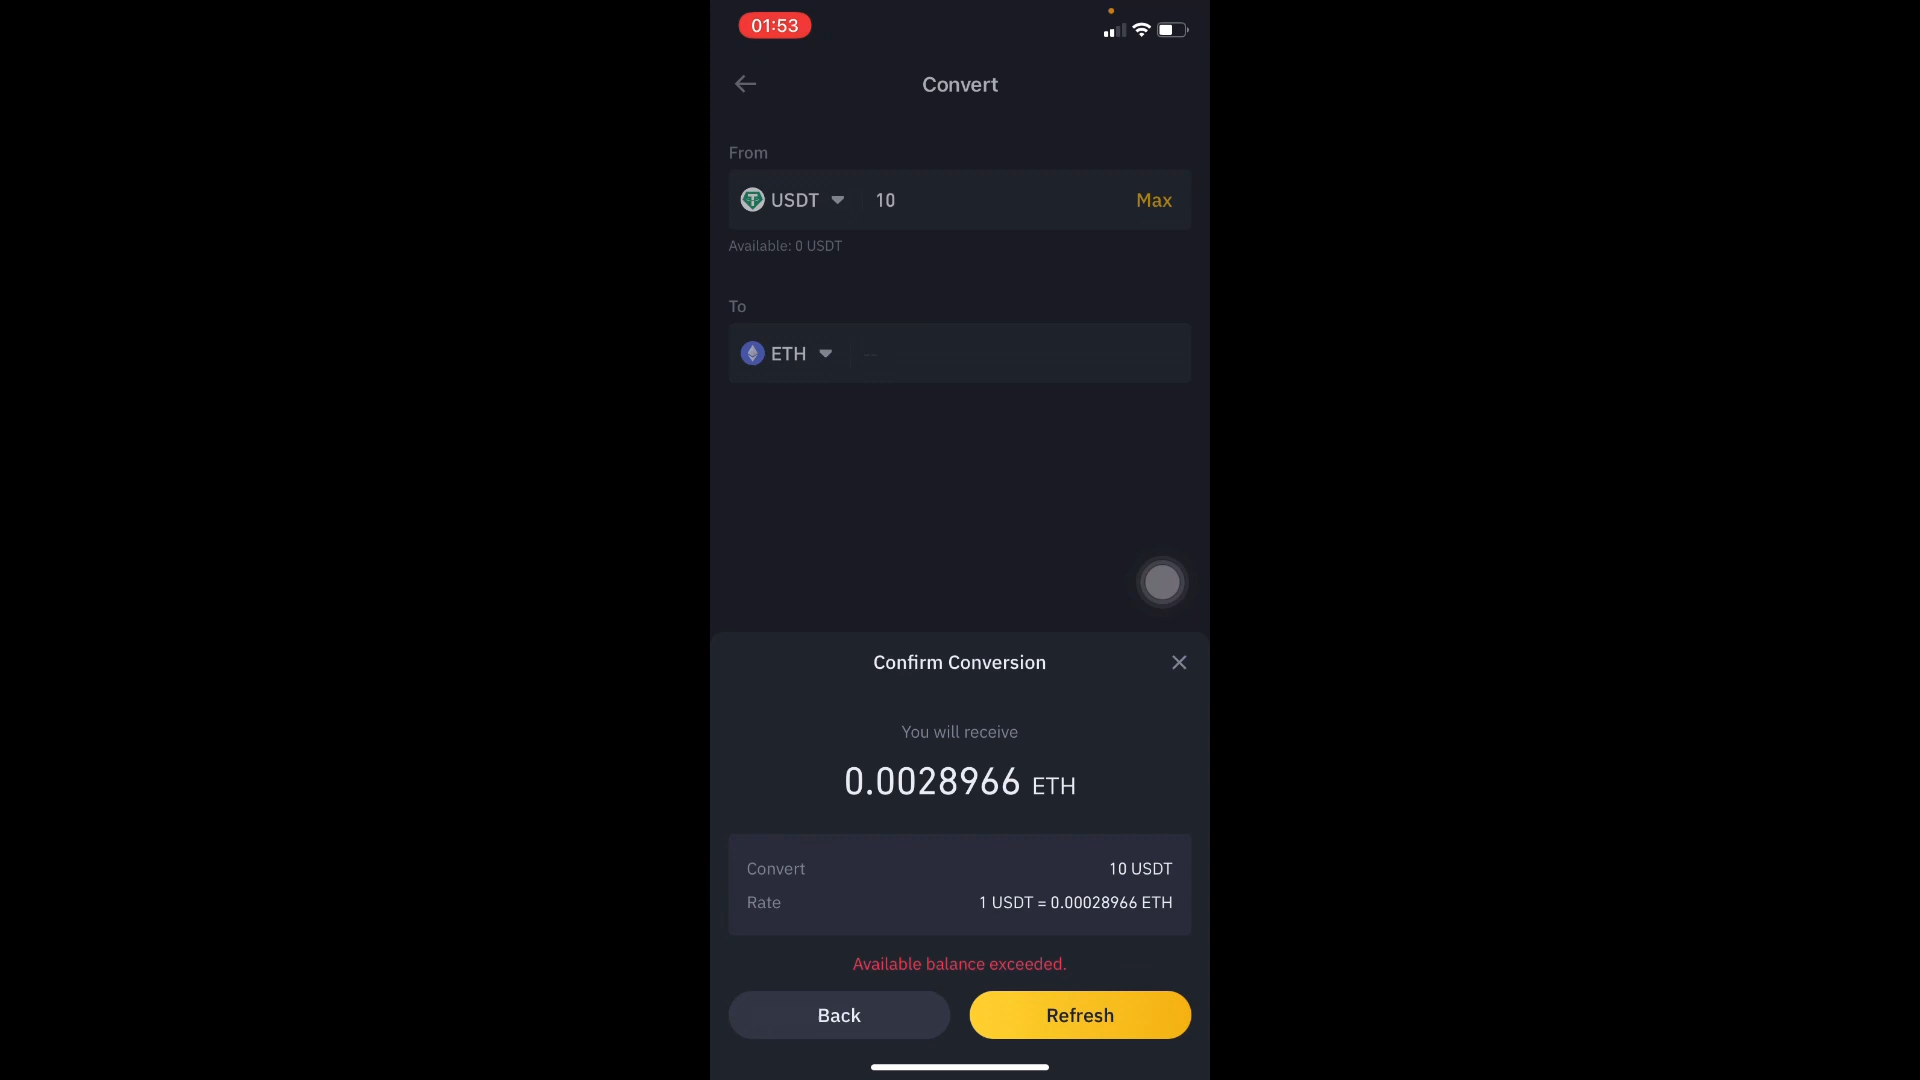 01:53
Convert
From
USDT 10 Max
Available: 0 USDT
To
ETH --
Confirm Conversion
You will receive
0.0028966 ETH
Convert 10 USDT
Rate 1 USDT = 0.00028966 ETH
Available balance exceeded.
Back Refresh